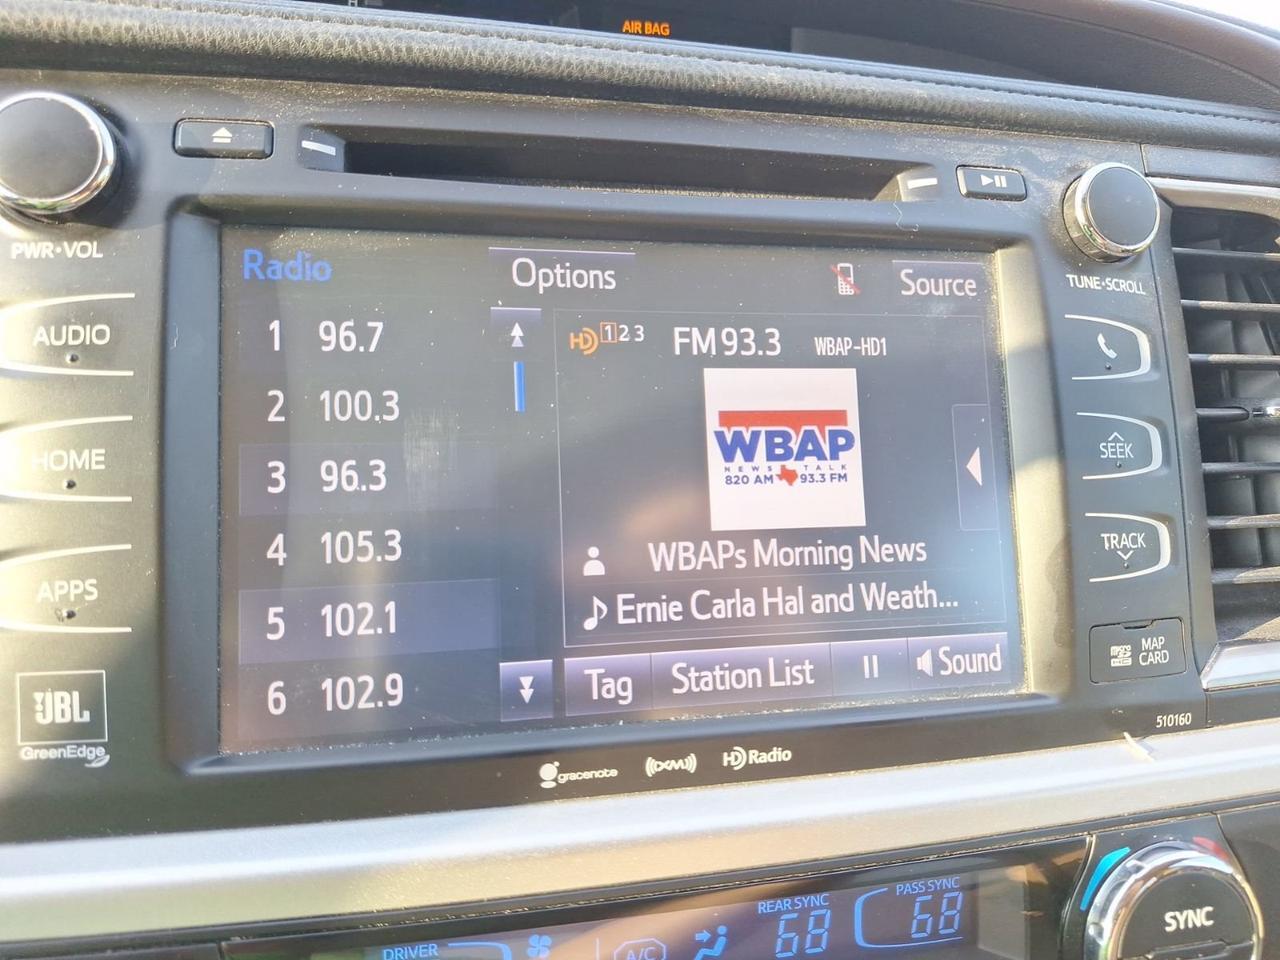 AIR BAG
PWR•VOL
AUDIO
HOME
APPS
JBL
GreenEdge
Radio
Options
Source
1 96.7
2 100.3
3 96.3
4 105.3
5 102.1
6 102.9
HD 1 2 3 FM 93.3 WBAP-HD1
WBAP
NEWS TALK
820 AM 93.3 FM
WBAPs Morning News
Ernie Carla Hal and Weath...
Tag
Station List
Sound
TUNE•SCROLL
SEEK
TRACK
micro SD HC
MAP
CARD
510160
gracenote
((XM))
HD Radio
DRIVER
A/C
REAR SYNC
68
PASS SYNC
68
SYNC